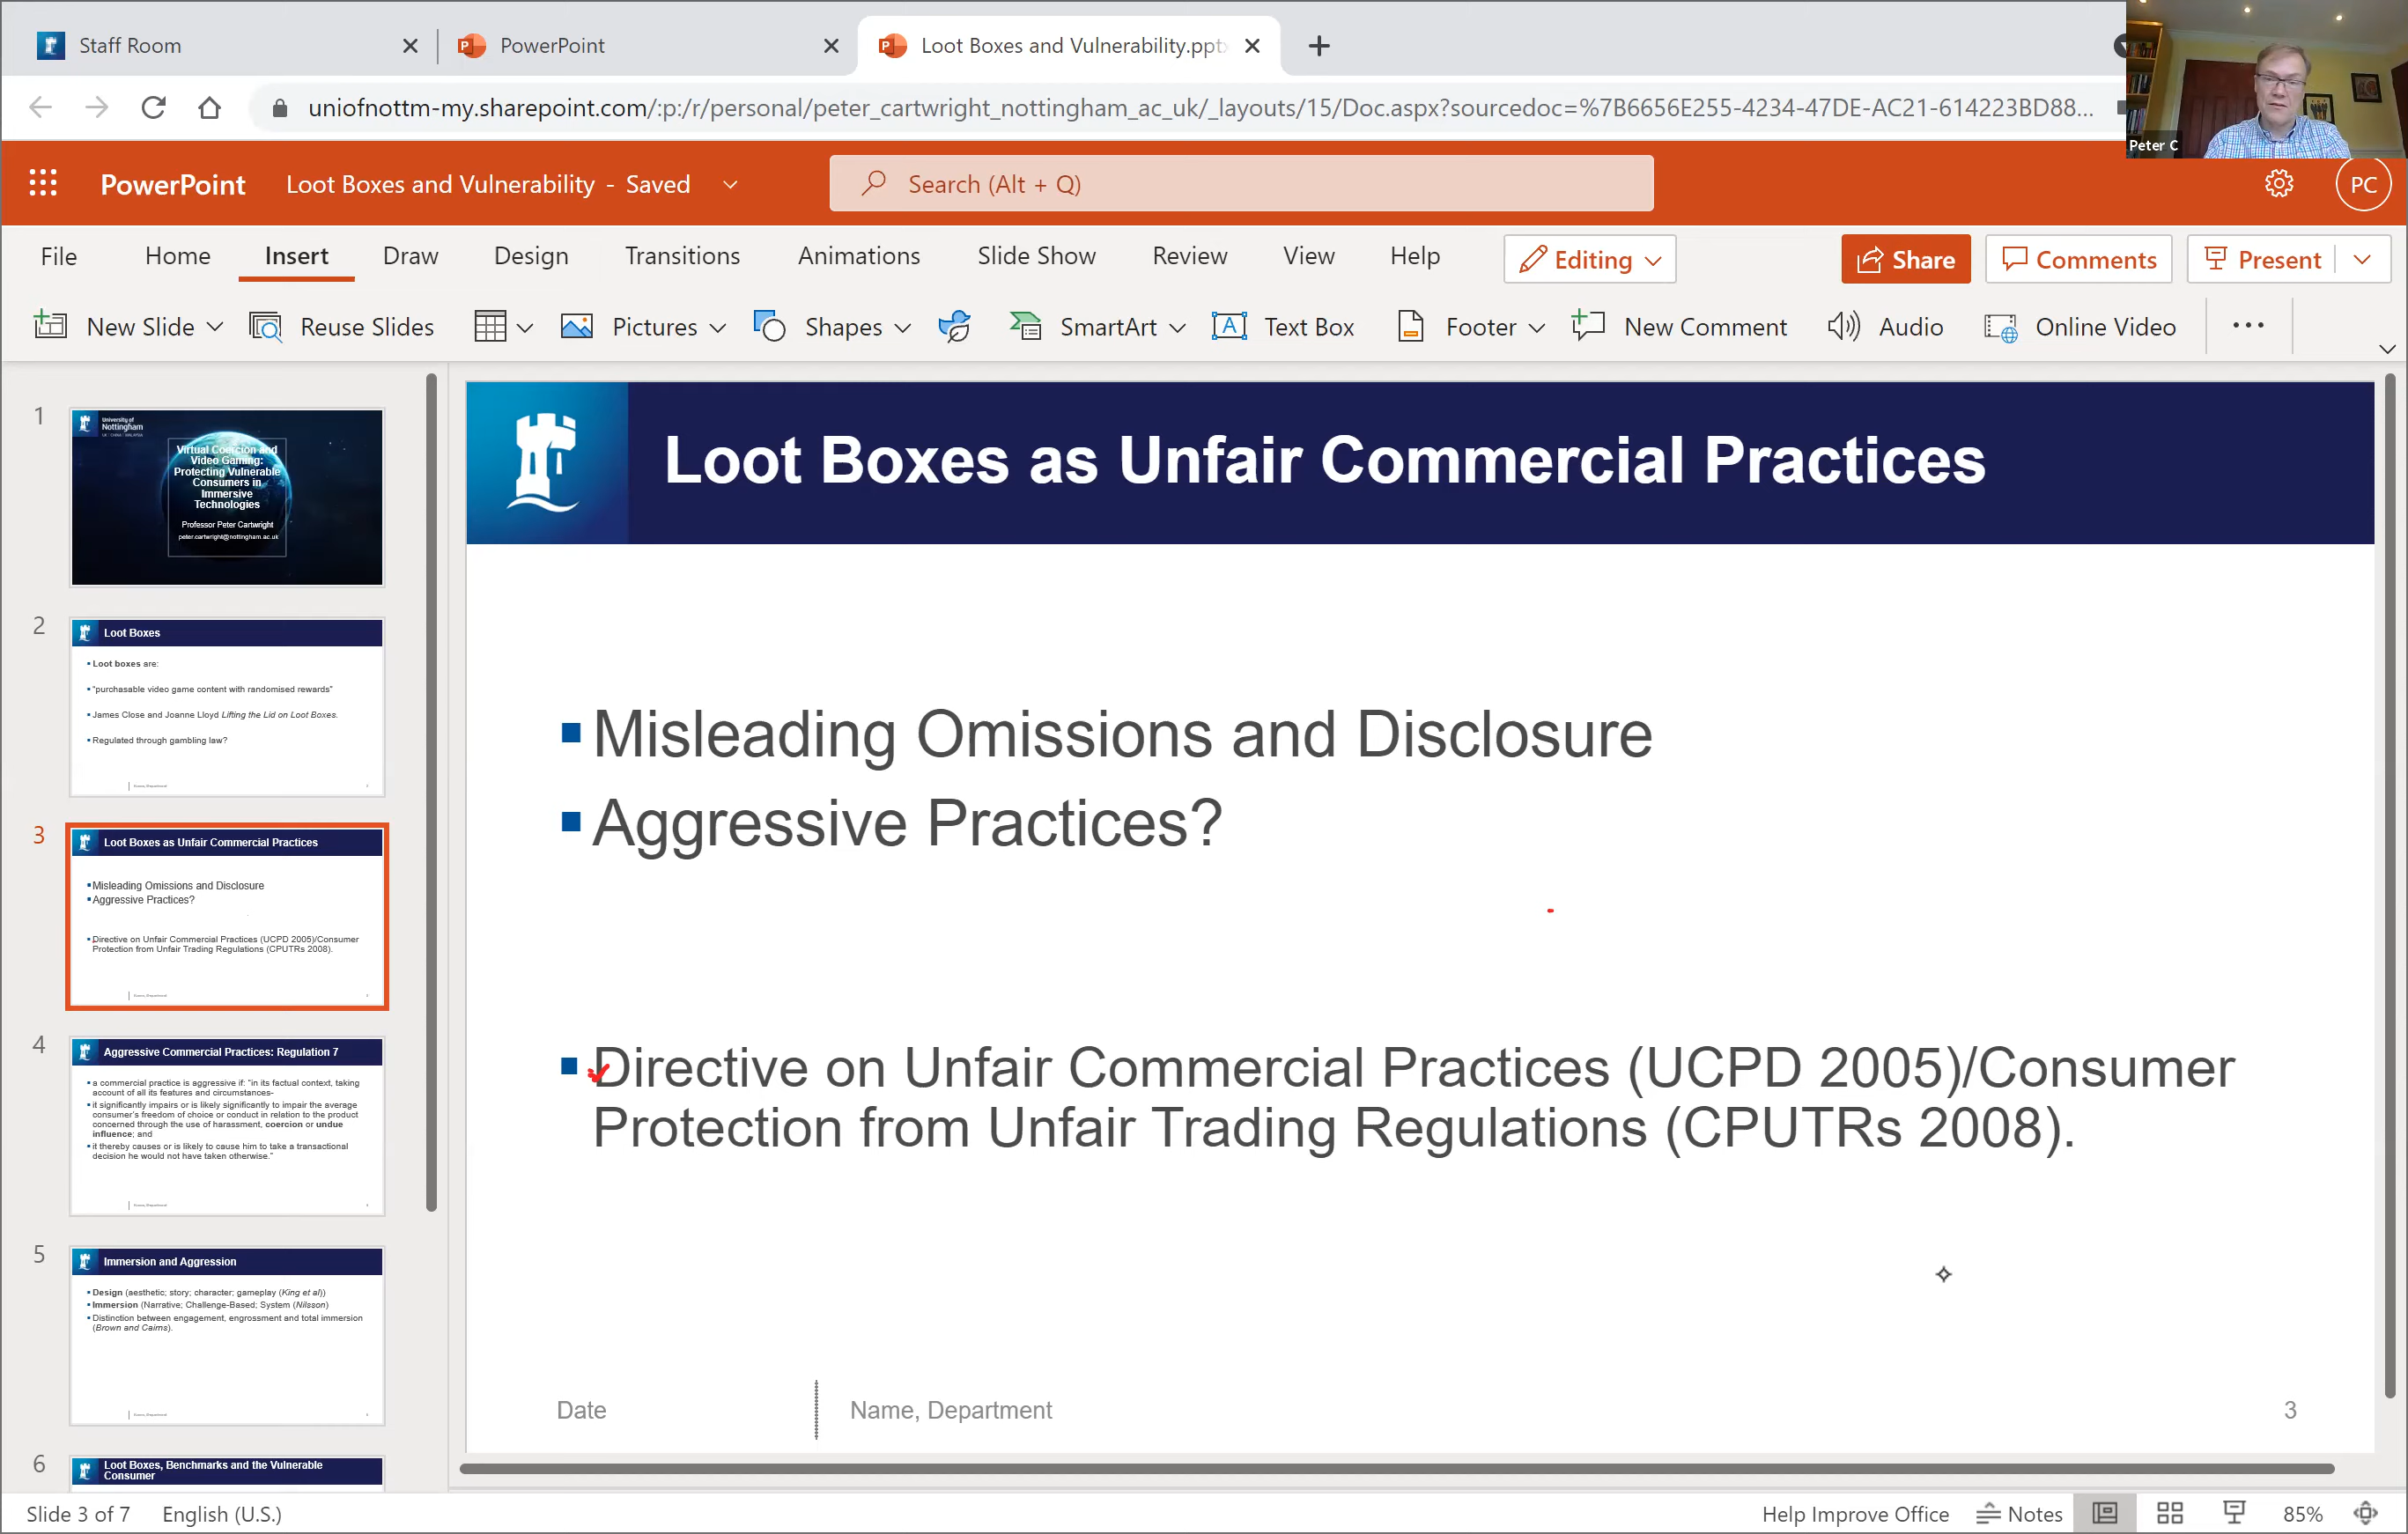 Staff Room
PowerPoint
Loot Boxes and Vulnerability.pptx
uniofnottm-my.sharepoint.com/:p:/r/personal/peter_cartwright_nottingham_ac_uk/_layouts/15/Doc.aspx?sourcedoc=%7B6656E255-4234-47DE-AC21-614223BD88...
Peter C
PowerPoint Loot Boxes and Vulnerability - Saved
Search (Alt + Q)
PC
File Home Insert Draw Design Transitions Animations Slide Show Review View Help Editing Share Comments Present
New Slide Reuse Slides Pictures Shapes SmartArt Text Box Footer New Comment Audio Online Video
1
University of
Nottingham
UK | CHINA | MALAYSIA
Virtual Coercion and
Video Gaming:
Protecting Vulnerable
Consumers in
Immersive
Technologies
Professor Peter Cartwright
peter.cartwright@nottingham.ac.uk
2
Loot Boxes
Loot boxes are:
"purchasable video game content with randomised rewards"
James Close and Joanne Lloyd Lifting the Lid on Loot Boxes.
Regulated through gambling law?
3
Loot Boxes as Unfair Commercial Practices
Misleading Omissions and Disclosure
Aggressive Practices?
Directive on Unfair Commercial Practices (UCPD 2005)/Consumer
Protection from Unfair Trading Regulations (CPUTRs 2008).
4
Aggressive Commercial Practices: Regulation 7
a commercial practice is aggressive if: "in its factual context, taking
account of all its features and circumstances-
it significantly impairs or is likely significantly to impair the average
consumer's freedom of choice or conduct in relation to the product
concerned through the use of harassment, coercion or undue
influence; and
it thereby causes or is likely to cause him to take a transactional
decision he would not have taken otherwise."
5
Immersion and Aggression
Design (aesthetic; story; character; gameplay (King et al))
Immersion (Narrative; Challenge-Based; System (Nilsson)
Distinction between engagement, engrossment and total immersion
(Brown and Cairns).
6
Loot Boxes, Benchmarks and the Vulnerable
Consumer
Loot Boxes as Unfair Commercial Practices
Misleading Omissions and Disclosure
Aggressive Practices?
Directive on Unfair Commercial Practices (UCPD 2005)/Consumer
Protection from Unfair Trading Regulations (CPUTRs 2008).
Date
Name, Department
3
Slide 3 of 7 English (U.S.)
Help Improve Office Notes 85%